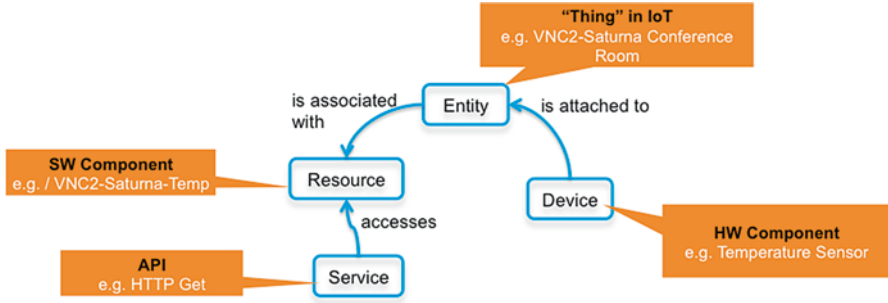 “Thing” in IoT
e.g. VNC2-Saturna Conference
Room
is associated
with
Entity
is attached to
SW Component
e.g. / VNC2-Saturna-Temp
Resource
Device
accesses
HW Component
e.g. Temperature Sensor
API
e.g. HTTP Get
Service